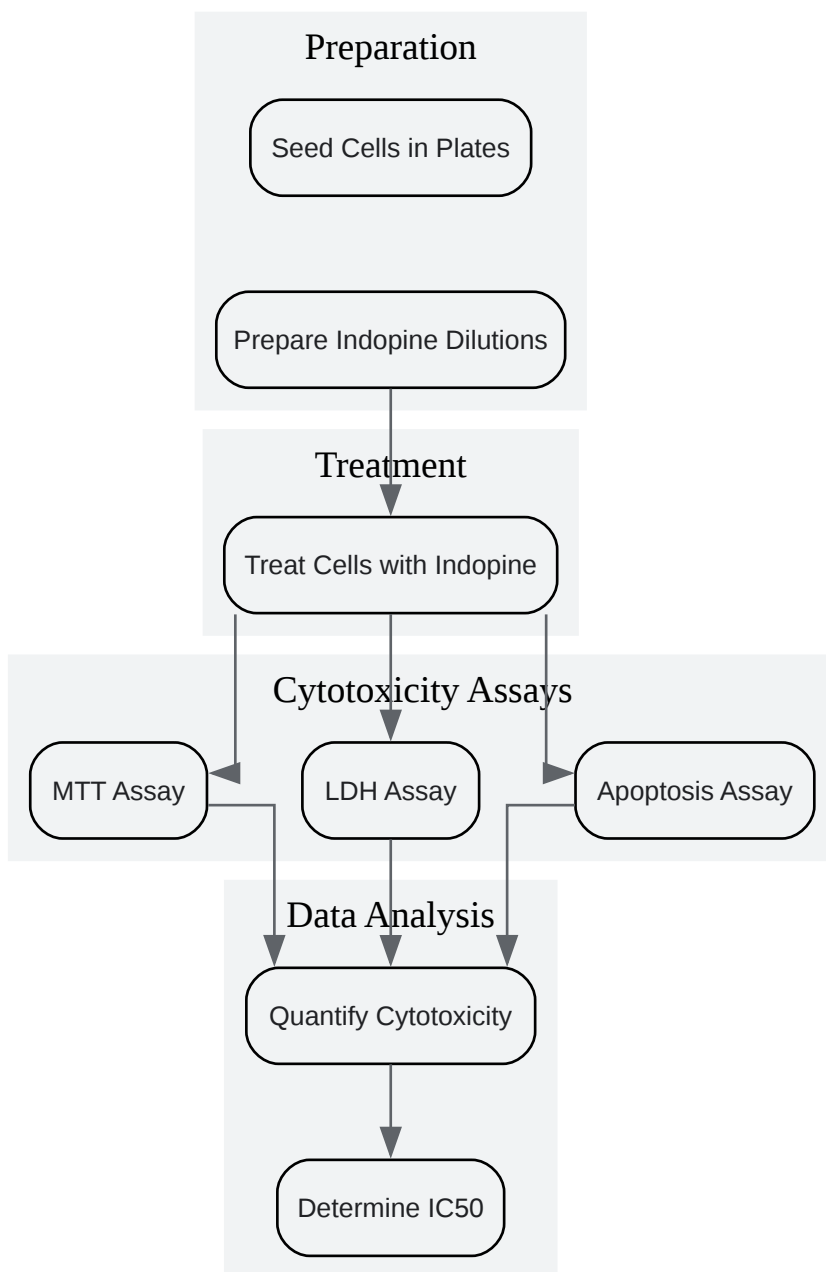 Preparation
Seed Cells in Plates
Prepare Indopine Dilutions
Treatment
Treat Cells with Indopine
Cytotoxicity Assays
MTT Assay
LDH Assay
Apoptosis Assay
Data Analysis
Quantify Cytotoxicity
Determine IC50